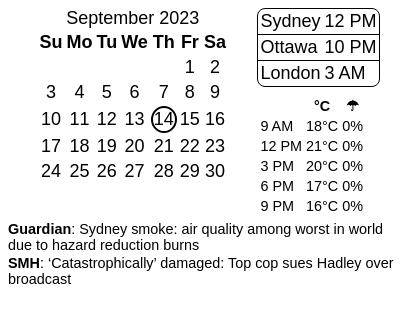 September 2023
Su Mo Tu We Th Fr Sa
1 2
3 4 5 6 7 8 9
10 11 12 13 14 15 16
17 18 19 20 21 22 23
24 25 26 27 28 29 30
Sydney 12 PM
Ottawa 10 PM
London 3 AM
°C ☂
9 AM 18°C 0%
12 PM 21°C 0%
3 PM 20°C 0%
6 PM 17°C 0%
9 PM 16°C 0%
Guardian: Sydney smoke: air quality among worst in world
due to hazard reduction burns
SMH: ‘Catastrophically’ damaged: Top cop sues Hadley over
broadcast